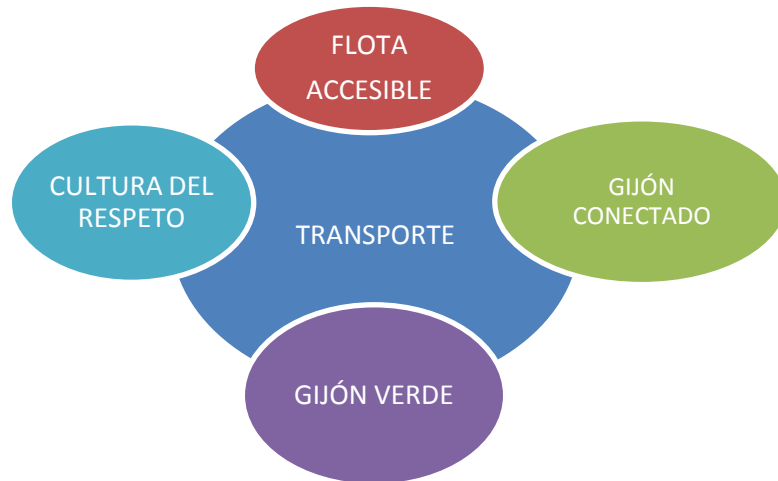 FLOTA
ACCESIBLE
CULTURA DEL
RESPETO
GIJÓN
CONECTADO
TRANSPORTE
GIJÓN VERDE